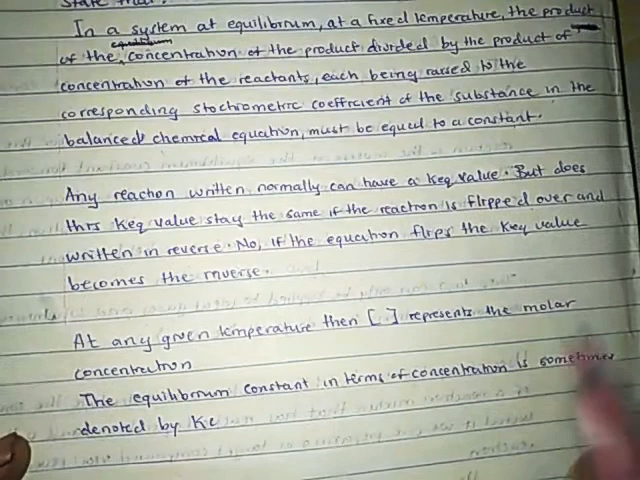 State that
In a system at equilibrium, at a fixed temperature, the product
of the equilibrium concentration of the product divided by the product of
concentration of the reactants, each being raised to the
corresponding stochrometric coefficient of the substance in the
balanced chemical equation, must be equal to a constant.
Any reaction written normally can have a Keq value. But does
this Keq value stay the same if the reaction is flipped over and
written in reverse. No, if the equation flips the Key value
becomes the inverse.
At any given temperature then [ ] represents the molar
concentration
The equilibrium constant in terms of concentration is sometimes
denoted by Kc